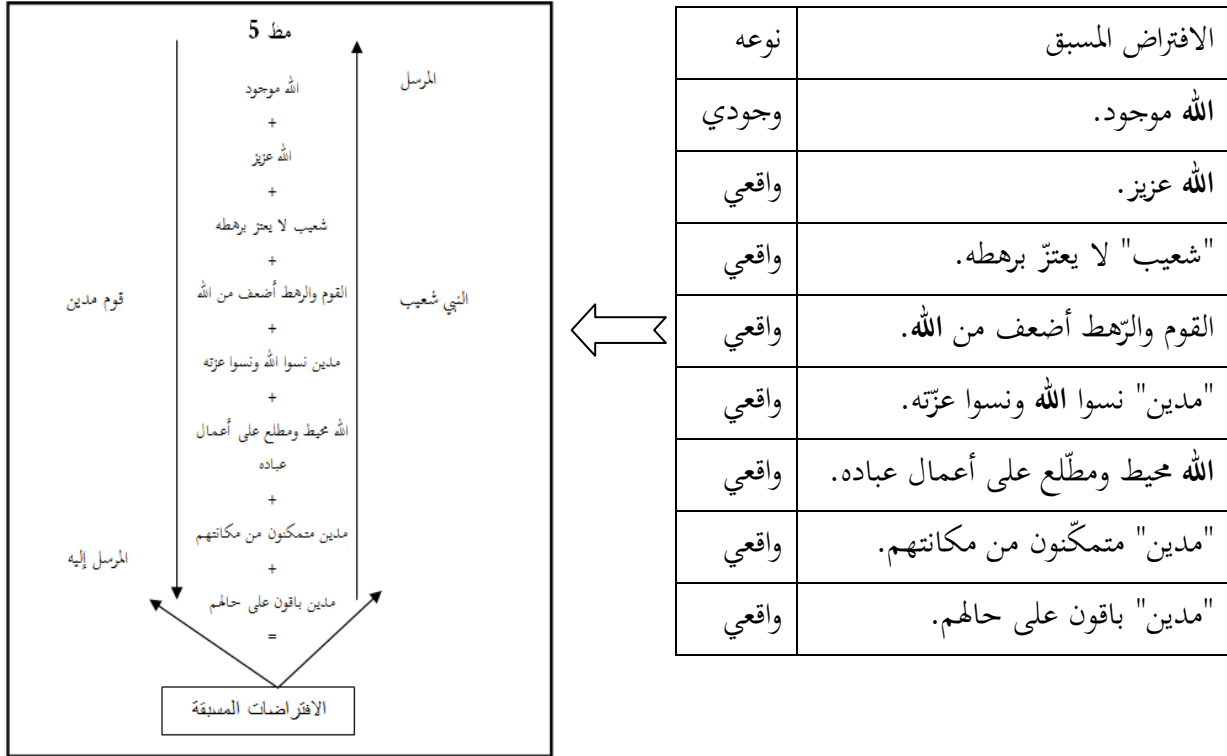 الافتراض المسبق	نوعه
الله موجود.	وجودي
الله عزيز.	واقعي
"شعيب" لا يعتزّ برهطه.	واقعي
القوم والرّهط أضعف من الله.	واقعي
"مدين" نسوا الله ونسوا عزّته.	واقعي
الله محيط ومطّلع على أعمال عباده.	واقعي
"مدين" متمكّنون من مكانتهم.	واقعي
"مدين" باقون على حالهم.	واقعي
مظ 5
المرسل
الله موجود
+
الله عزيز
+
شعيب لا يعتز برهطه
+
النبي شعيب
القوم والرهط أضعف من الله
قوم مدين
+
مدين نسوا الله ونسوا عزته
+
الله محيط ومطلع على أعمال
عباده
+
مدين متمكنون من مكانتهم
المرسل إليه
+
مدين باقون على حالهم
=
الافتراضات المسبقة